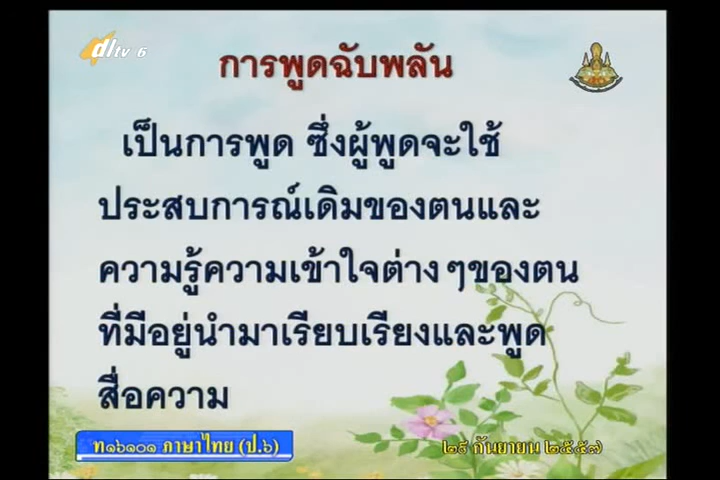 dltv 6
การพูดฉับพลัน
เป็นการพูด ซึ่งผู้พูดจะใช้
ประสบการณ์เดิมของตนและ
ความรู้ความเข้าใจต่างๆของตน
ที่มีอยู่นำมาเรียบเรียงและพูด
สื่อความ
ท๑๖๑๐๑ ภาษาไทย (ป.๖)
๒๙ กันยายน ๒๕๕๗